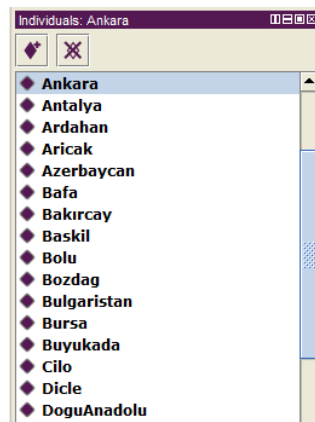 Individuals: Ankara
Ankara
Antalya
Ardahan
Aricak
Azerbaycan
Bafa
Bakırcay
Baskil
Bolu
Bozdag
Bulgaristan
Bursa
Buyukada
Cilo
Dicle
DoguAnadolu